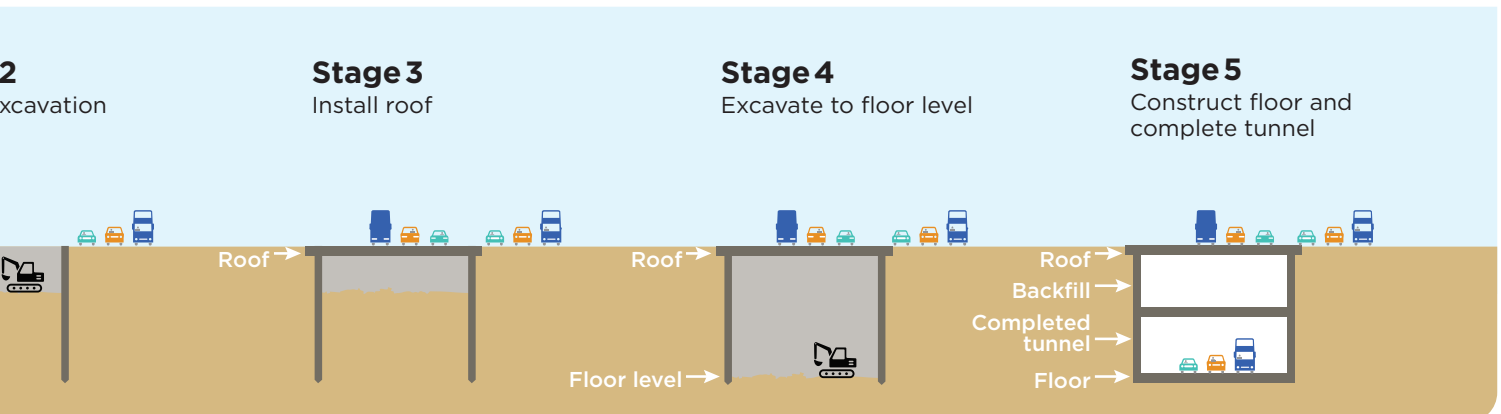 2
xcavation
Stage 3
Install roof
Stage 4
Excavate to floor level
Stage 5
Construct floor and
complete tunnel
Roof
Roof
Floor level
Roof
Backfill
Completed
tunnel
Floor